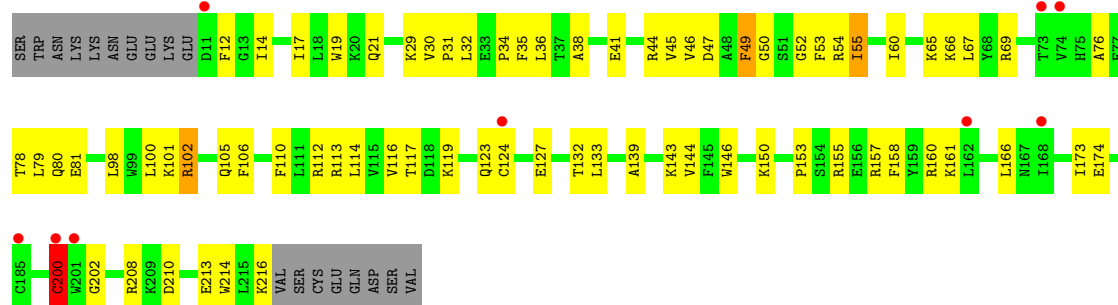 SER TRP ASN LYS LYS ASN GLU GLU LYS GLU D11 F12 G13 I14 I17 L18 W19 K20 Q21 K29 V30 P31 L32 E33 P34 F35 L36 T37 A38 E41 R44 V45 V46 D47 A48 F49 G50 S51 G52 F53 R54 I55 I60 K65 K66 L67 Y68 R69 T73 V74 H75 A76 E77
T78 L79 Q80 E81 L98 W99 L100 K101 R102 Q105 F106 F110 L111 R112 R113 L114 V115 V116 T117 D118 K119 Q123 C124 E127 T132 L133 A139 K143 V144 F145 W146 K150 P153 S154 R155 E156 R157 F158 Y159 R160 K161 L162 L166 N167 I168 I173 E174
C185 C200 W201 G202 R208 K209 D210 E213 W214 L215 K216 VAL SER CYS GLU GLN ASP SER VAL